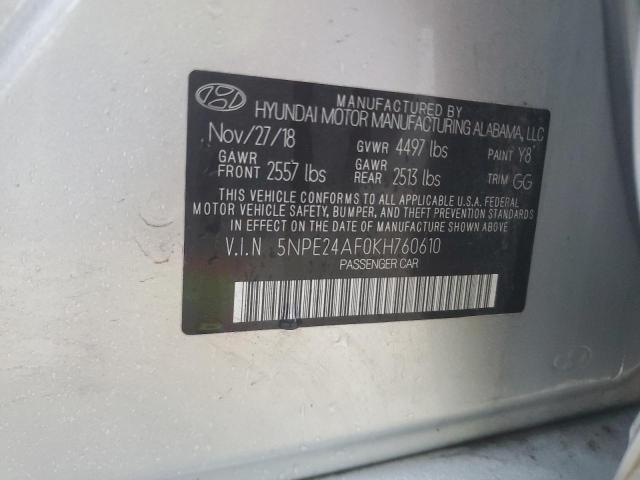 MANUFACTURED BY
HYUNDAI MOTOR MANUFACTURING ALABAMA, LLC
Nov/27/18 GVWR 4497 lbs PAINT Y8
GAWR FRONT 2557 lbs GAWR REAR 2513 lbs TRIM GG
THIS VEHICLE CONFORMS TO ALL APPLICABLE U.S.A. FEDERAL
MOTOR VEHICLE SAFETY, BUMPER, AND THEFT PREVENTION STANDARDS
IN EFFECT ON THE DATE OF MANUFACTURE SHOWN ABOVE.
V.I.N 5NPE24AF0KH760610
PASSENGER CAR